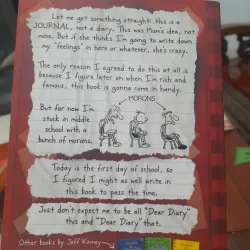 Let me get something straight: this is a
JOURNAL, not a diary. This was Mom's idea, not
mine. But if she thinks I'm going to write down
my "feelings" in here or whatever, she's crazy.
The only reason I agreed to do this at all is
because I figure later on when I'm rich and
famous, this book is gonna come in handy.
MORONS
But for now I'm
stuck in middle
school with a
bunch of morons.
Today is the first day of school, so
I figured I might as well write in
this book to pass the time.
Just don't expect me to be all "Dear Diary"
this and "Dear Diary" that.
Other books by Jeff Kinney